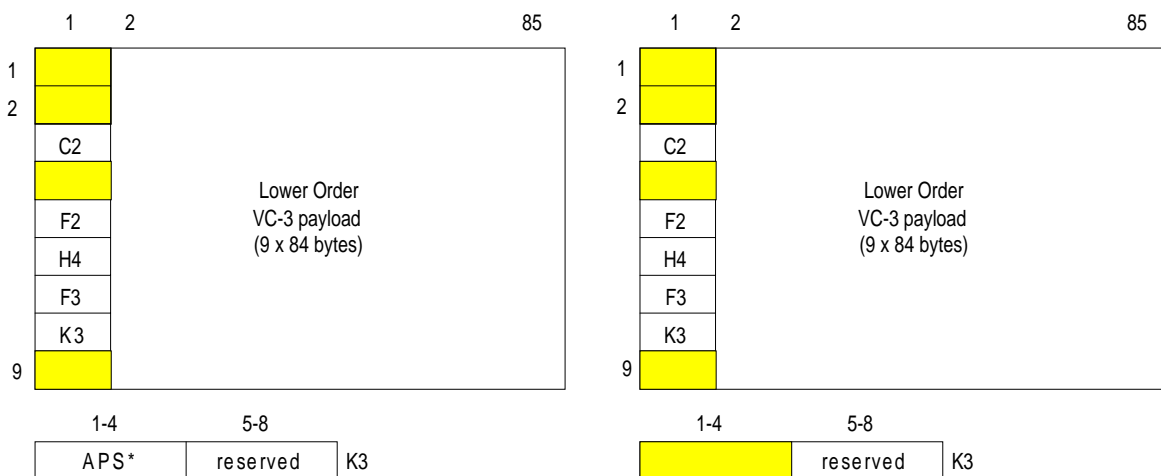 1 2 85
1
2
C2
F2
H4
F3
K3
9
Lower Order
VC-3 payload
(9 x 84 bytes)
1-4 5-8
APS* reserved K3
1 2 85
1
2
C2
F2
H4
F3
K3
9
Lower Order
VC-3 payload
(9 x 84 bytes)
1-4 5-8
reserved K3